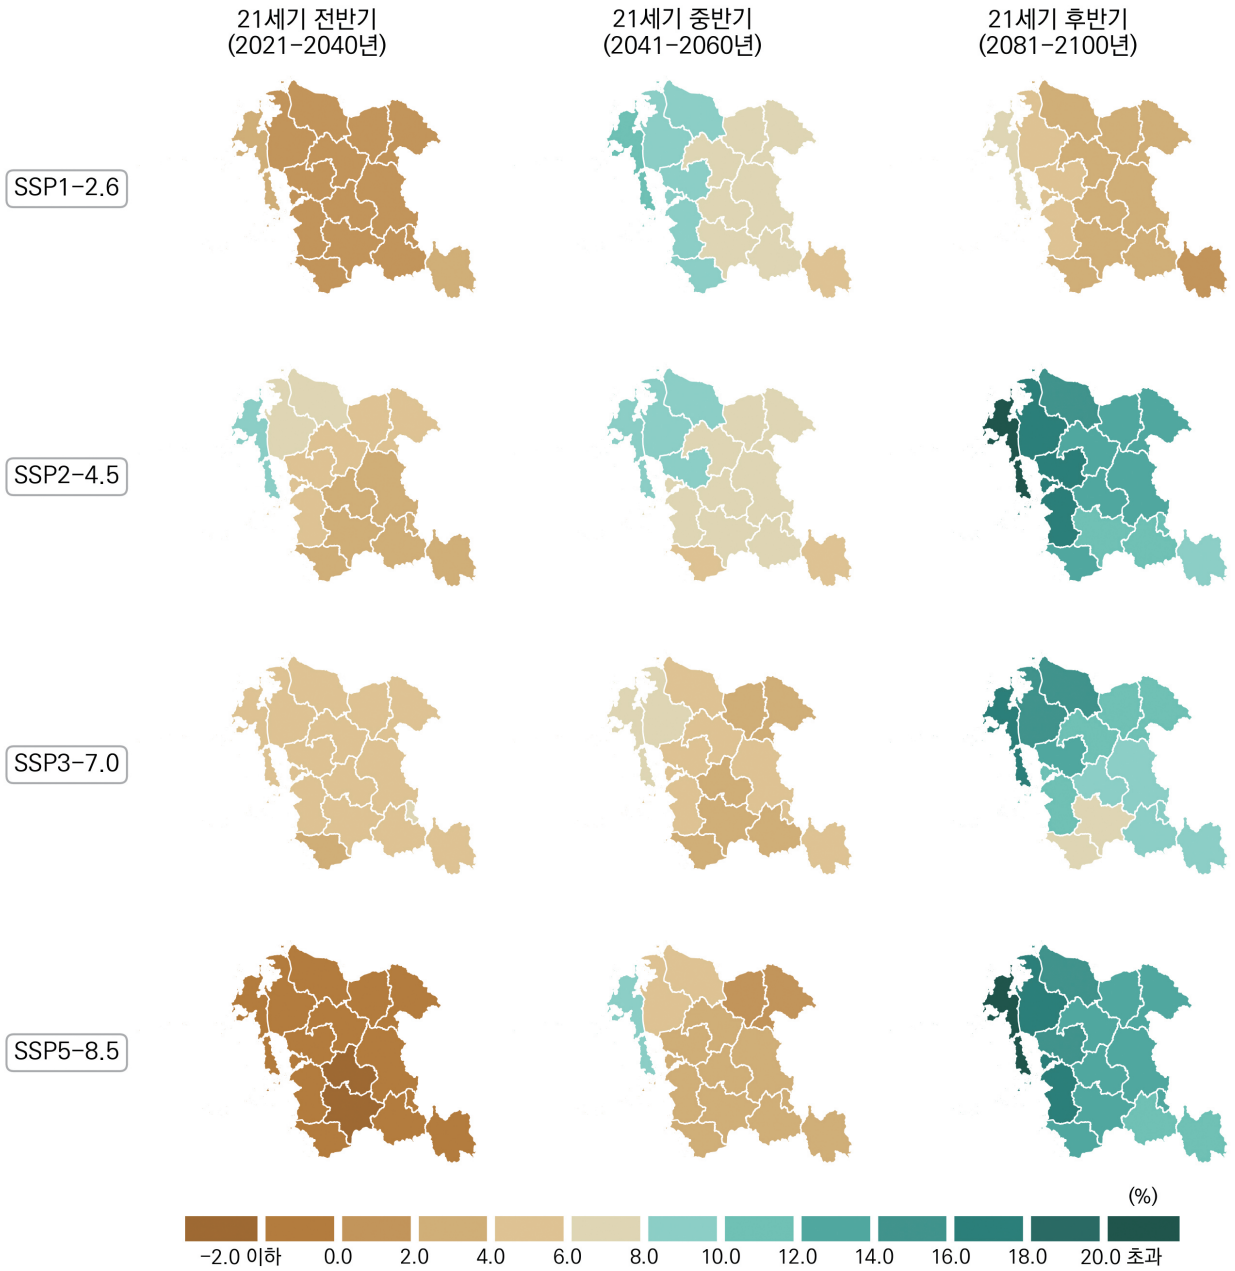 21세기 전반기
(2021-2040년)
21세기 중반기
(2041-2060년)
21세기 후반기
(2081-2100년)
SSP1-2.6
SSP2-4.5
SSP3-7.0
SSP5-8.5
(%)
-2.0 이하 0.0 2.0 4.0 6.0 8.0 10.0 12.0 14.0 16.0 18.0 20.0 초과